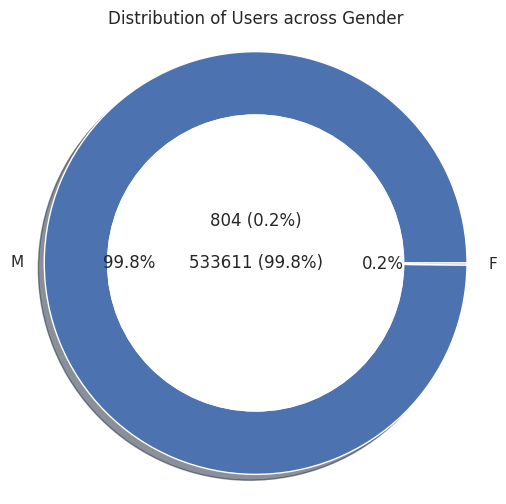 Distribution of Users across Gender
804 (0.2%)
M
99.8%
533611 (99.8%)
0.2%
F